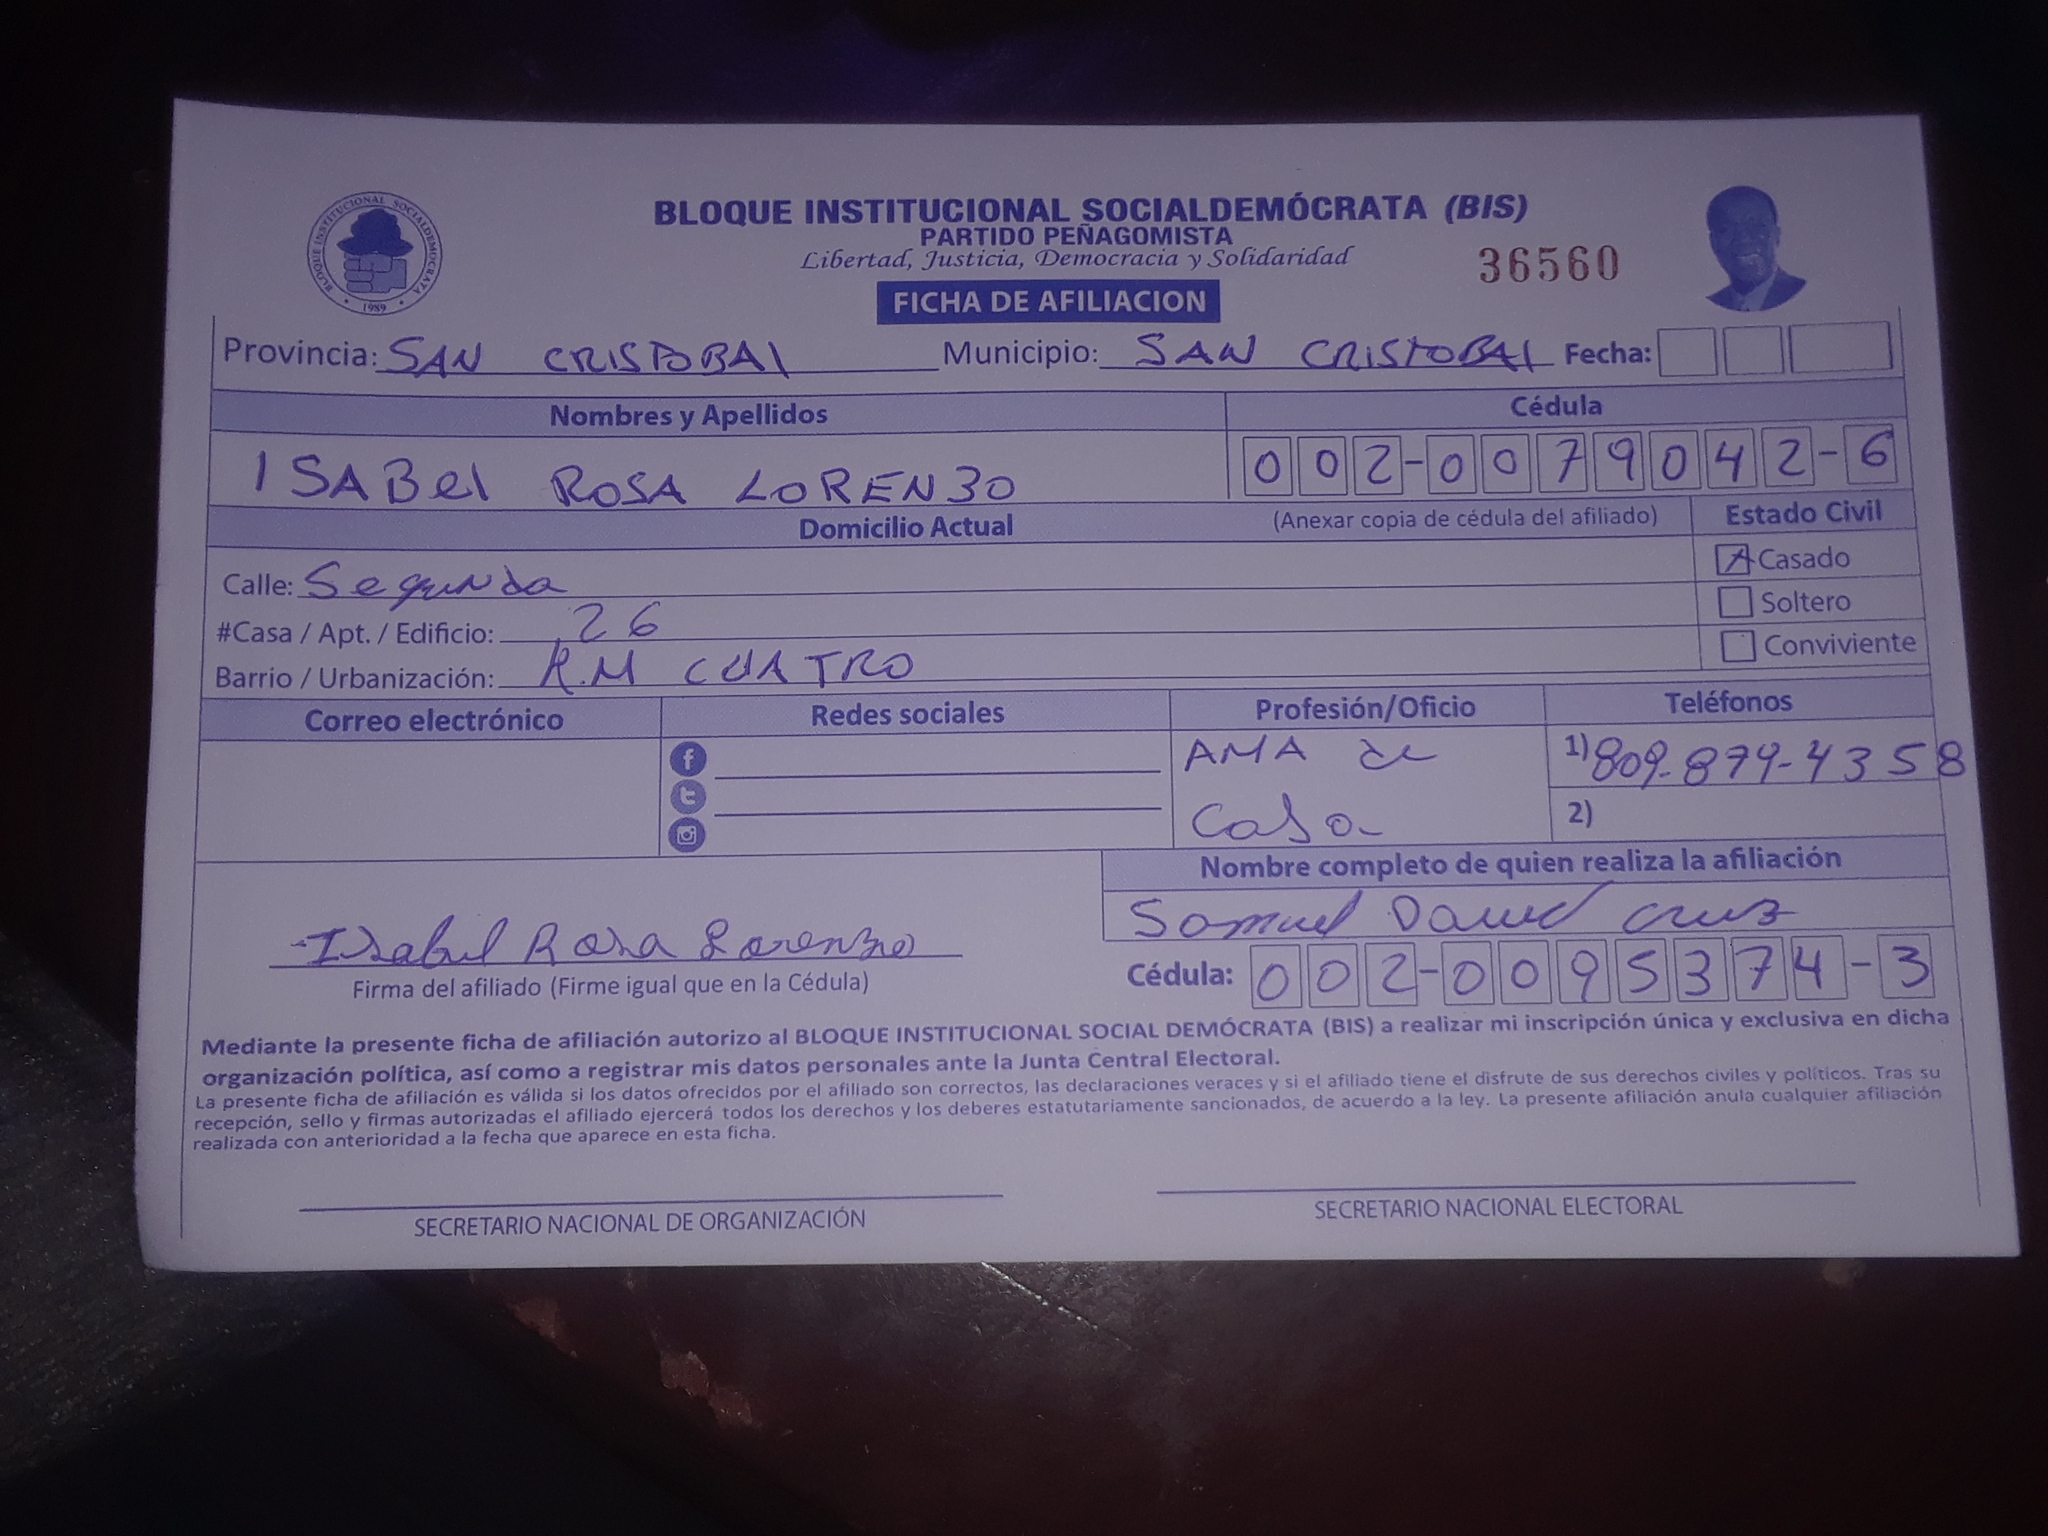 BLOQUE INSTITUCIONAL SOCIALDEMOCRATA
1989
BLOQUE INSTITUCIONAL SOCIALDEMÓCRATA (BIS)
PARTIDO PEÑAGOMISTA
Libertad, Justicia, Democracia y Solidaridad
36560
FICHA DE AFILIACION
Provincia: SAN CRISTOBAl Municipio: SAN CRISTOBAl Fecha:
Nombres y Apellidos Cédula
ISABel ROSA LORENZO 002-0079042-6
Domicilio Actual (Anexar copia de cédula del afiliado) Estado Civil
Calle: Segunda A Casado
#Casa / Apt. / Edificio: 26 Soltero
Barrio / Urbanización: CUATRO Conviviente
Correo electrónico Redes sociales Profesión/Oficio Teléfonos
AMA de 1) 809-879-4358
Casa 2)
Nombre completo de quien realiza la afiliación
Samuel David Cruz
Isabel Rosa Lorenzo
Firma del afiliado (Firme igual que en la Cédula) Cédula: 002-0095374-3
Mediante la presente ficha de afiliación autorizo al BLOQUE INSTITUCIONAL SOCIAL DEMÓCRATA (BIS) a realizar mi inscripción única y exclusiva en dicha
organización política, así como a registrar mis datos personales ante la Junta Central Electoral.
La presente ficha de afiliación es válida si los datos ofrecidos por el afiliado son correctos, las declaraciones veraces y si el afiliado tiene el disfrute de sus derechos civiles y políticos. Tras su
recepción, sello y firmas autorizadas el afiliado ejercerá todos los derechos y los deberes estatutariamente sancionados, de acuerdo a la ley. La presente afiliación anula cualquier afiliación
realizada con anterioridad a la fecha que aparece en esta ficha.
SECRETARIO NACIONAL DE ORGANIZACIÓN SECRETARIO NACIONAL ELECTORAL